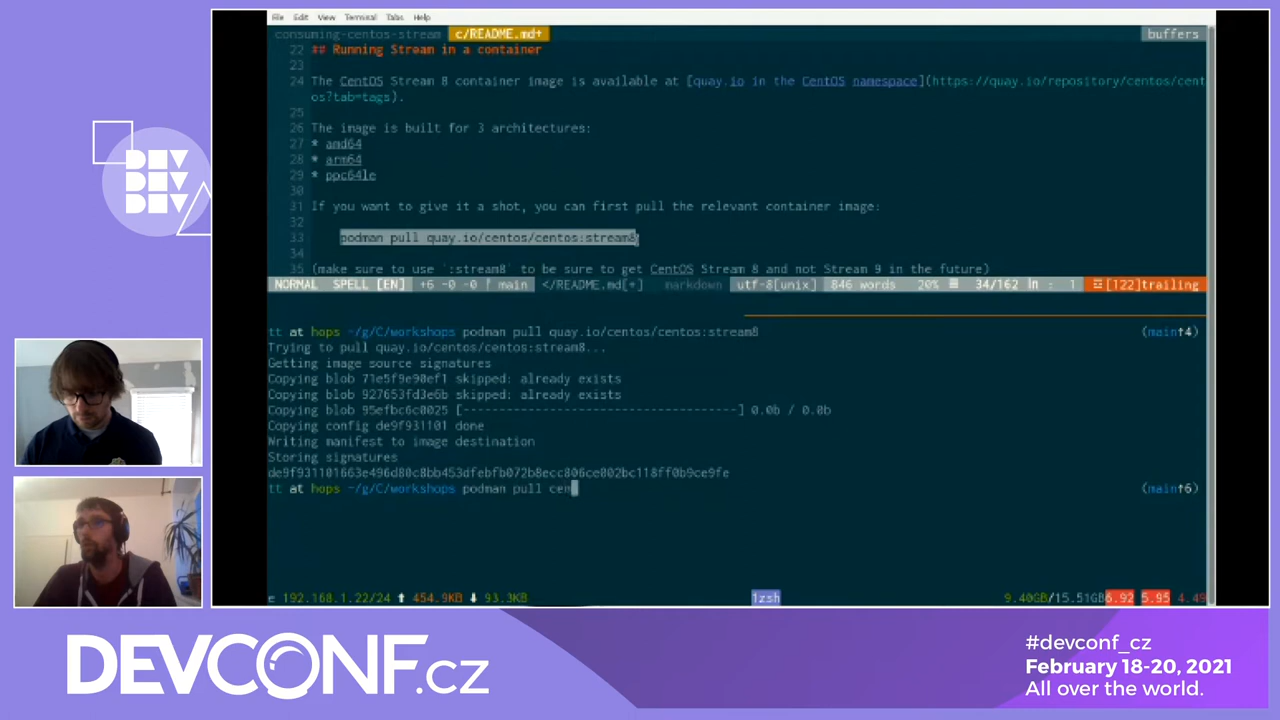 File Edit View Terminal Tabs Help
consuming-centos-stream c/README.md+ buffers
22 ## Running Stream in a container
23
24 The CentOS Stream 8 container image is available at [quay.io in the CentOS namespace](https://quay.io/repository/centos/cent
os?tab=tags).
25
26 The image is built for 3 architectures:
27 * amd64
28 * arm64
29 * ppc64le
30
31 If you want to give it a shot, you can first pull the relevant container image:
32
33 podman pull quay.io/centos/centos:stream8
34
35 (make sure to use `:stream8` to be sure to get CentOS Stream 8 and not Stream 9 in the future)
NORMAL SPELL [EN] +6 ~0 -0 main </README.md[+] markdown utf-8[unix] 846 words 20% 34/162 ln : 1 [122]trailing
tt at hops ~/g/C/workshops podman pull quay.io/centos/centos:stream8 (main↑4)
Trying to pull quay.io/centos/centos:stream8...
Getting image source signatures
Copying blob 71e5f9e90ef1 skipped: already exists
Copying blob 927653fd3e6b skipped: already exists
Copying blob 95efbc6c0025 [--------------------------------------] 0.0b / 0.0b
Copying config de9f931101 done
Writing manifest to image destination
Storing signatures
de9f931101663e496d80c8bb453dfebfb072b8ecc806ce002bc118ff0b9ce9fe
tt at hops ~/g/C/workshops podman pull cen (main↑6)
e 192.168.1.22/24 ⬆ 454.9KB ⬇ 93.3KB 1zsh 9.40GB/15.51GB 6.92 5.95 4.49
DEV
DEV
DEV
DEVCONF.cz
#devconf_cz
February 18-20, 2021
All over the world.